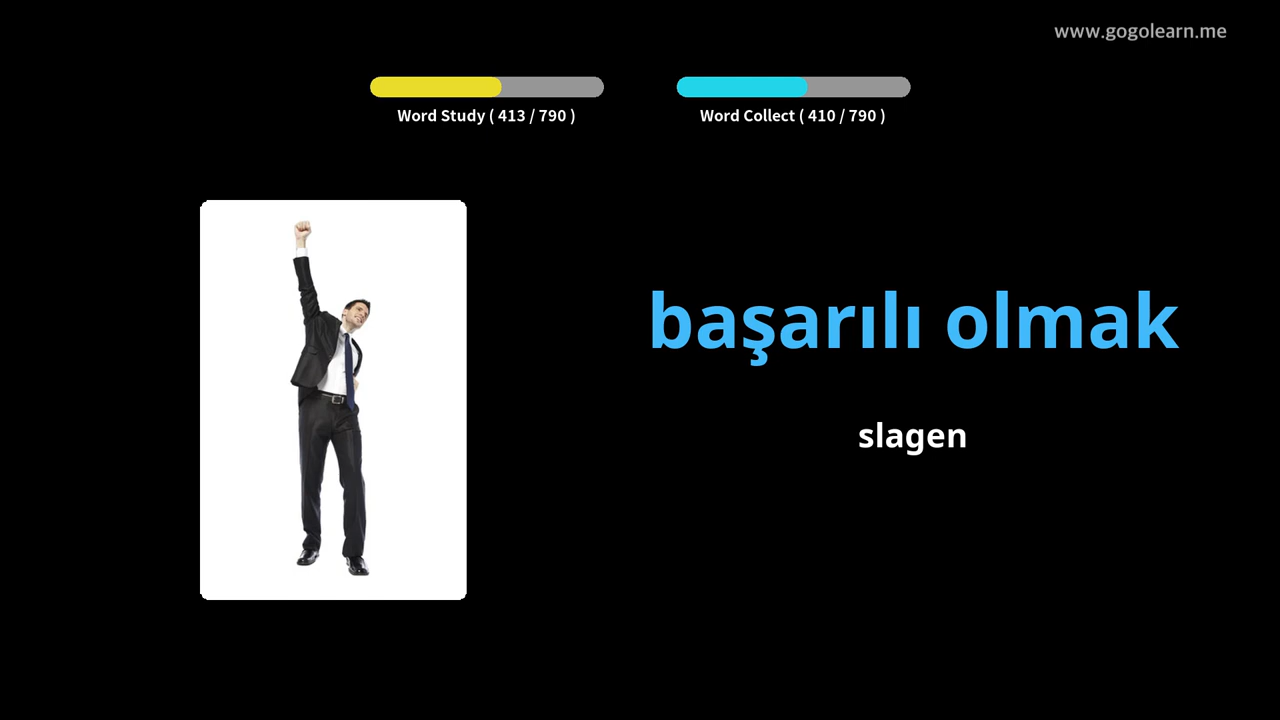 www.gogolearn.me
Word Study ( 413 / 790 )
Word Collect ( 410 / 790 )
başarılı olmak
slagen